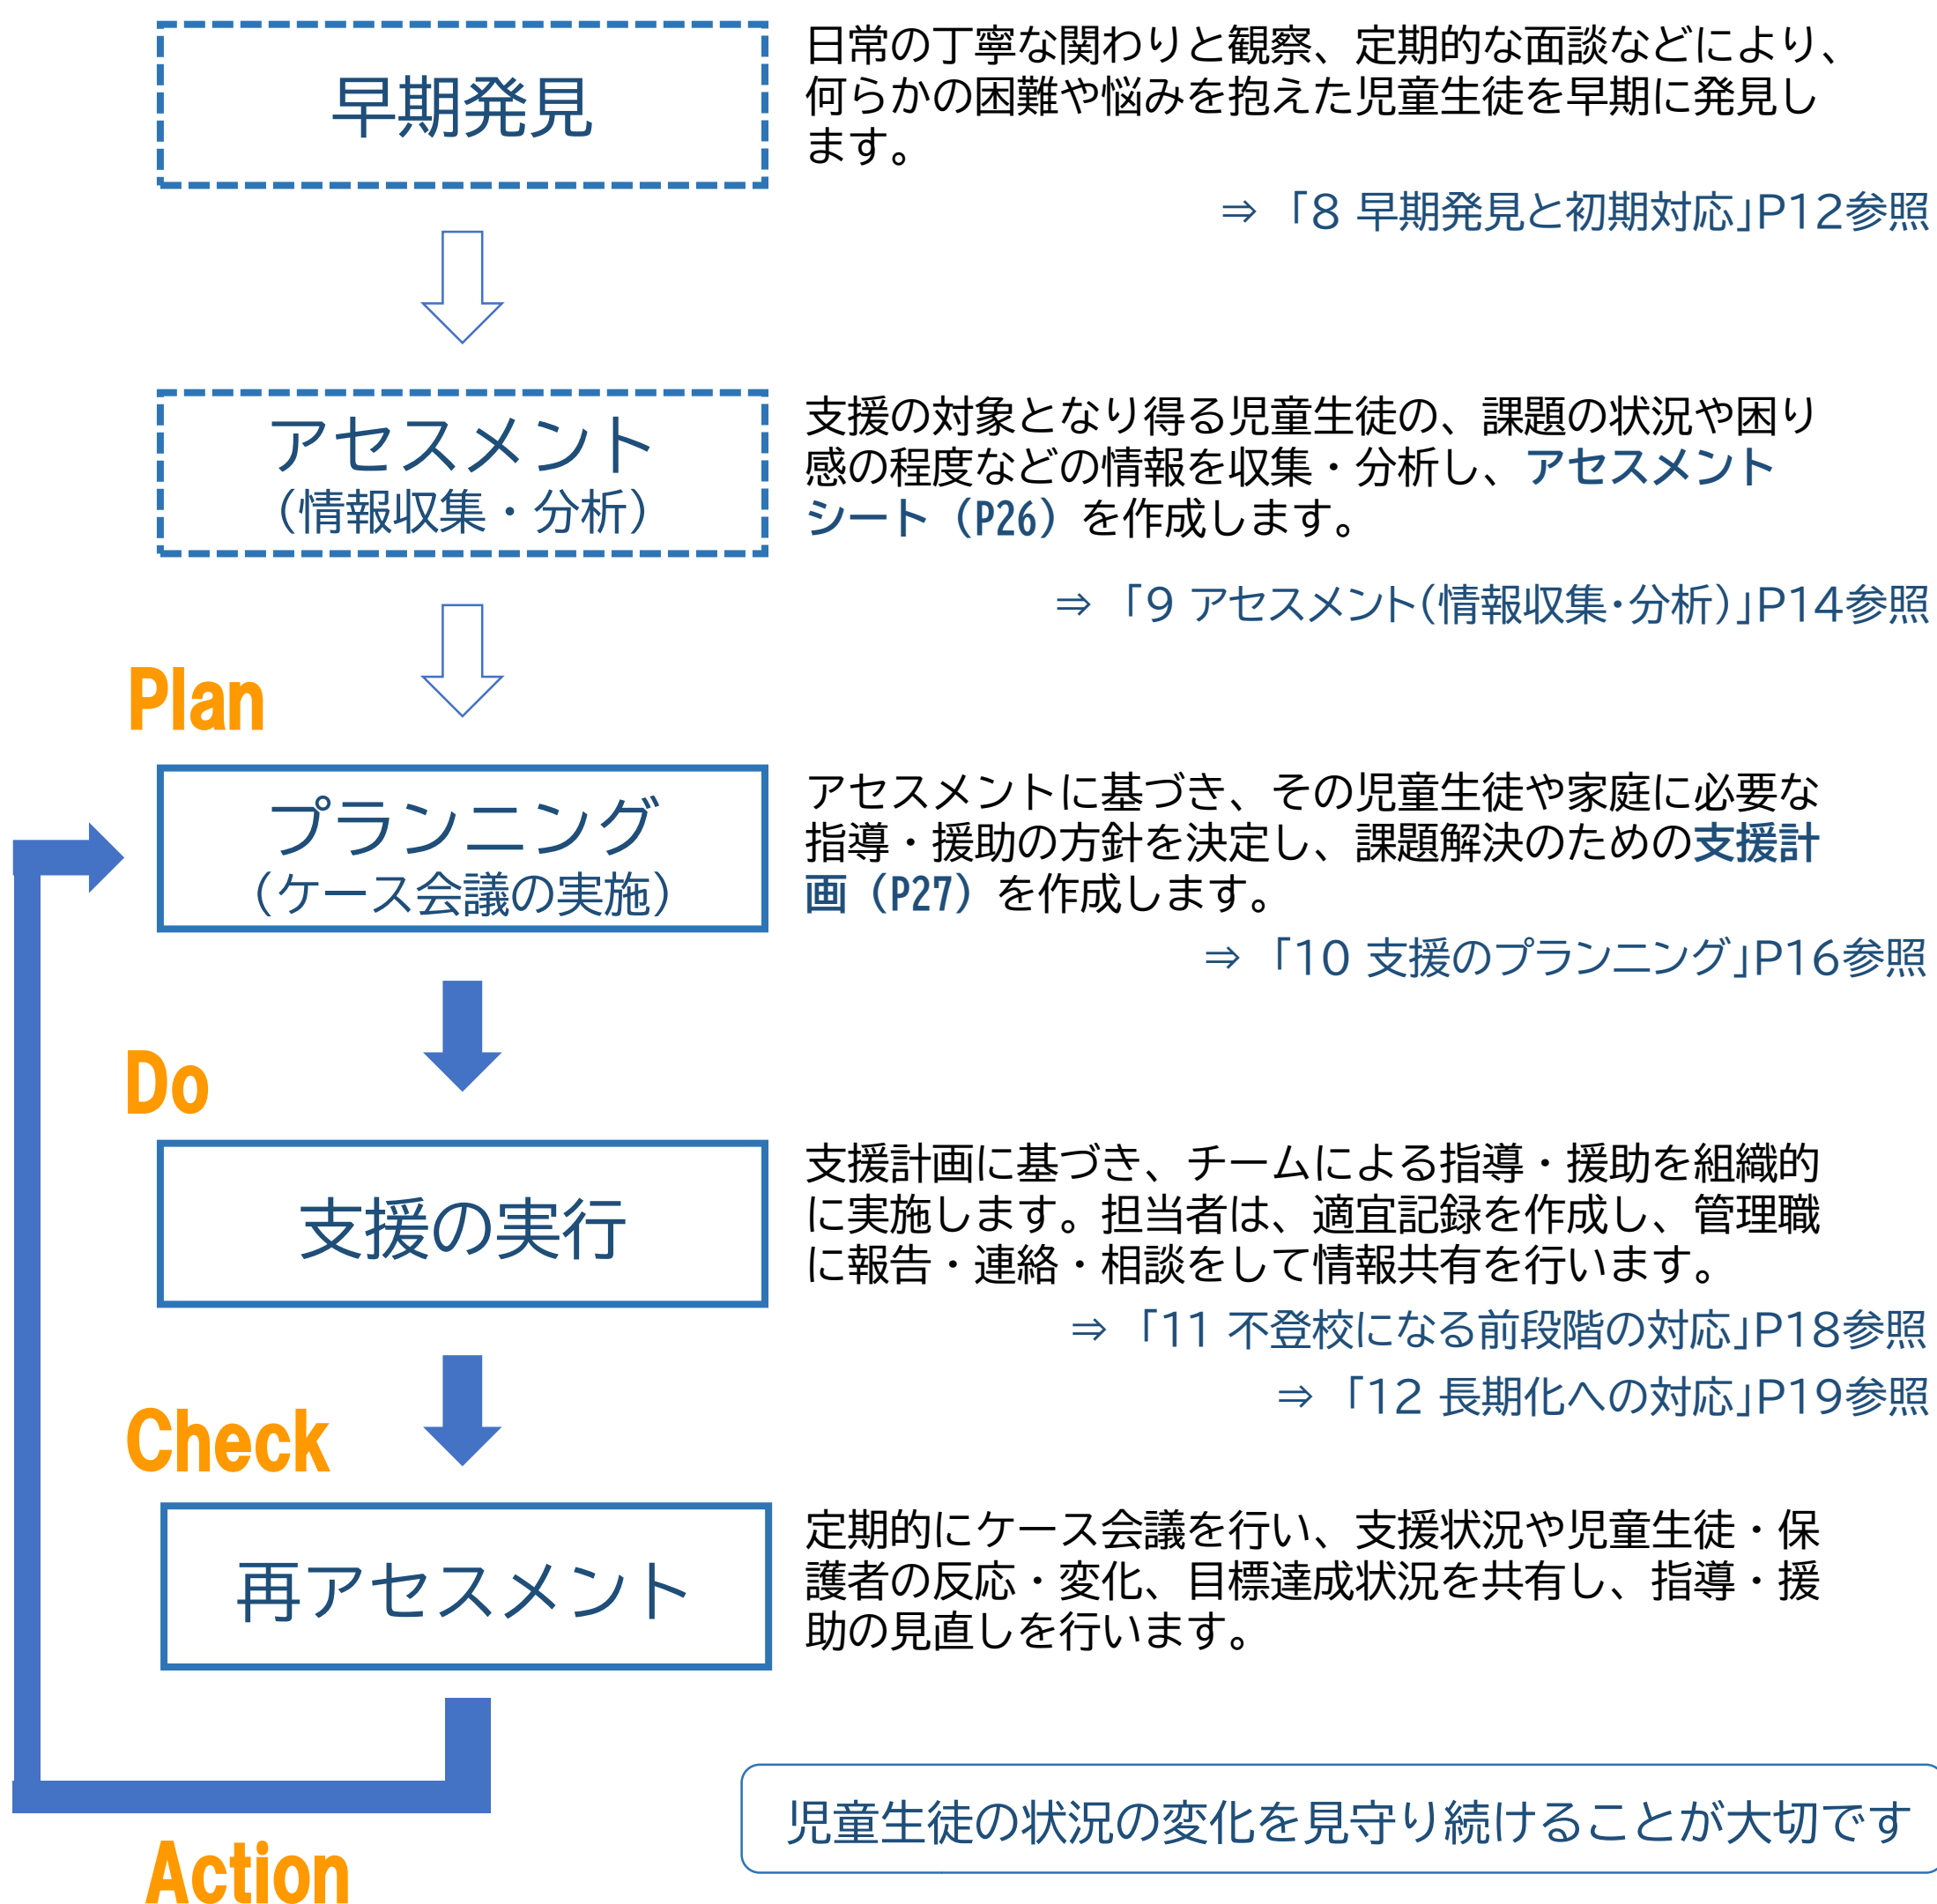 早期発見
日常の丁寧な関わりと観察、定期的な面談などにより、
何らかの困難や悩みを抱えた児童生徒を早期に発見し
ます。
⇒ 「8 早期発見と初期対応」P12参照
アセスメント
（情報収集・分析）
支援の対象となり得る児童生徒の、課題の状況や困り
感の程度などの情報を収集・分析し、アセスメント
シート（P26）を作成します。
⇒ 「9 アセスメント（情報収集・分析）」P14参照
Plan
プランニング
（ケース会議の実施）
アセスメントに基づき、その児童生徒や家庭に必要な
指導・援助の方針を決定し、課題解決のための支援計
画（P27）を作成します。
⇒ 「10 支援のプランニング」P16参照
Do
支援の実行
支援計画に基づき、チームによる指導・援助を組織的
に実施します。担当者は、適宜記録を作成し、管理職
に報告・連絡・相談をして情報共有を行います。
⇒ 「11 不登校になる前段階の対応」P18参照
⇒ 「12 長期化への対応」P19参照
Check
再アセスメント
定期的にケース会議を行い、支援状況や児童生徒・保
護者の反応・変化、目標達成状況を共有し、指導・援
助の見直しを行います。
児童生徒の状況の変化を見守り続けることが大切です
Action